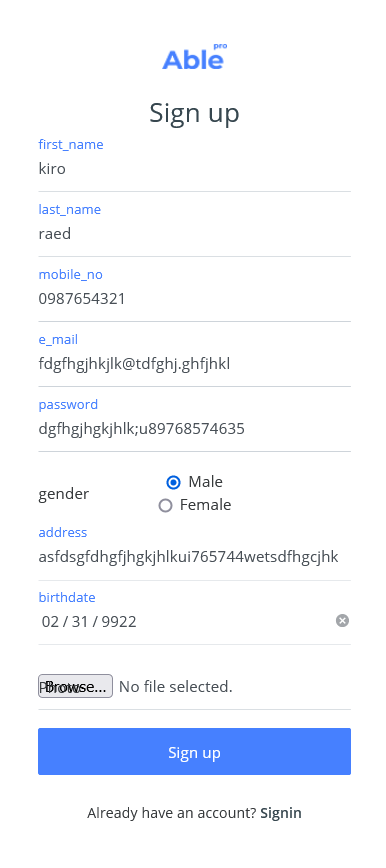 Able pro
Sign up
first_name
kiro
last_name
raed
mobile_no
0987654321
e_mail
fdgfhgjhkjlk@tdfghj.ghfjhkl
password
dgfhgjhgkjhlk;u89768574635
gender
Male
Female
address
asfdsgfdhgfjhgkjhlkui765744wetsdfhgcjhk
birthdate
02 / 31 / 9922
Browse... No file selected.
Sign up
Already have an account? Signin